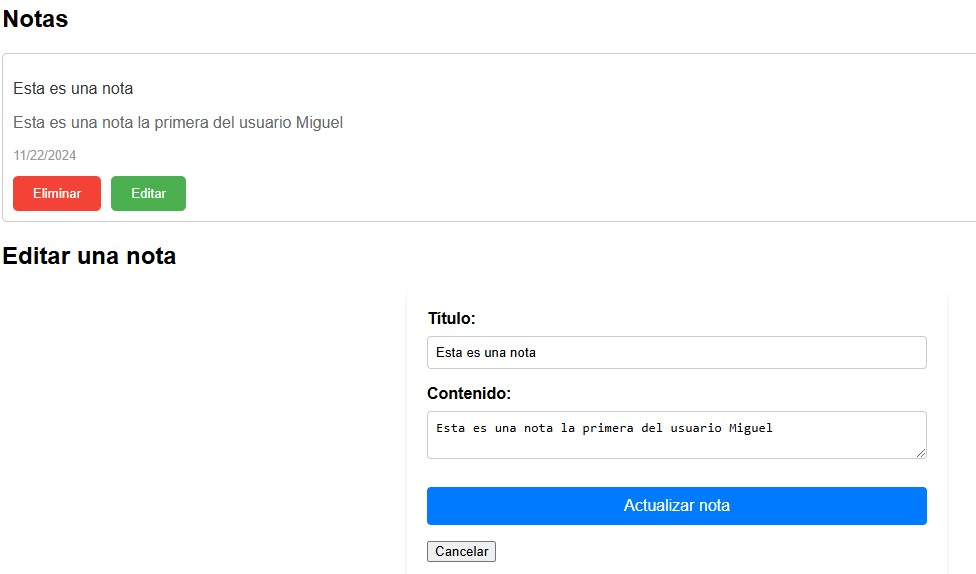 Notas
Esta es una nota
Esta es una nota la primera del usuario Miguel
11/22/2024
Eliminar Editar
Editar una nota
Título:
Esta es una nota
Contenido:
Esta es una nota la primera del usuario Miguel
Actualizar nota
Cancelar